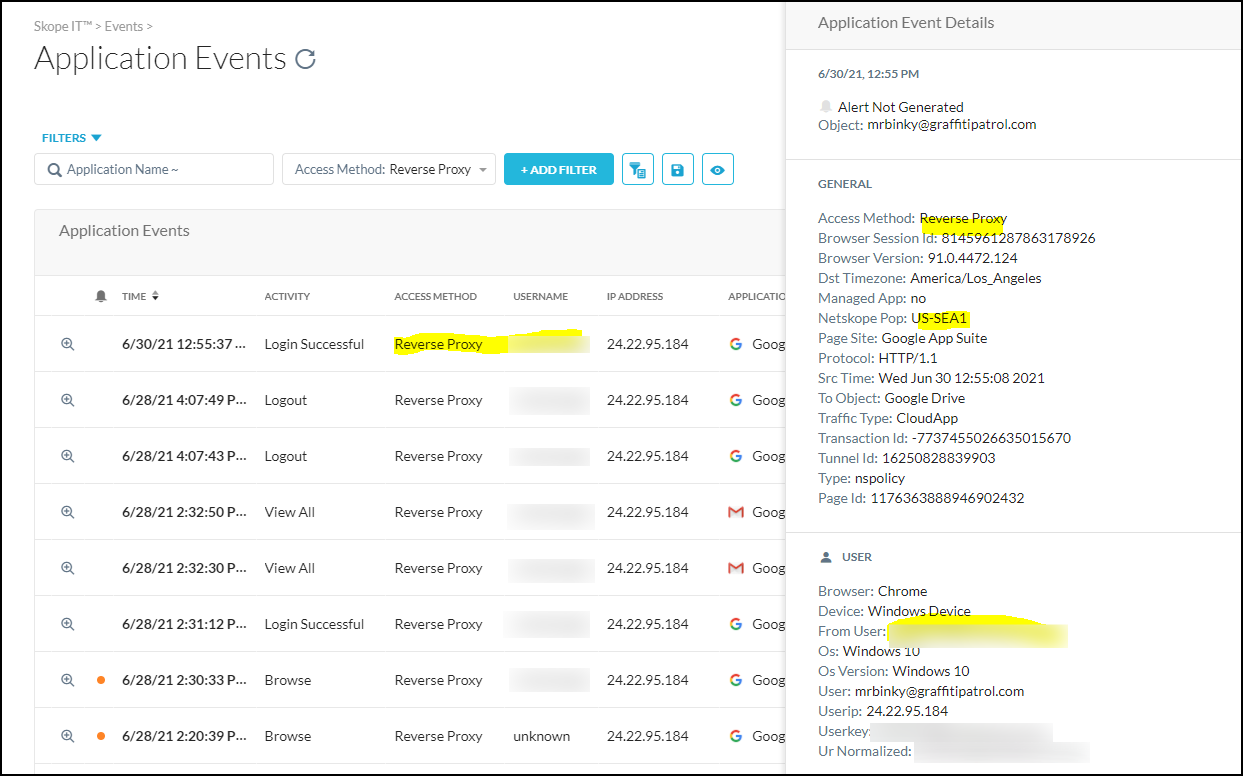 Skope IT™ > Events >
Application Events
FILTERS
Application Name ~
Access Method: Reverse Proxy
+ ADD FILTER
Application Events
TIME ACTIVITY ACCESS METHOD USERNAME IP ADDRESS APPLICATIO
6/30/21 12:55:37 ... Login Successful Reverse Proxy 24.22.95.184 Goog
6/28/21 4:07:49 P... Logout Reverse Proxy 24.22.95.184 Goog
6/28/21 4:07:43 P... Logout Reverse Proxy 24.22.95.184 Goog
6/28/21 2:32:50 P... View All Reverse Proxy 24.22.95.184 Goog
6/28/21 2:32:30 P... View All Reverse Proxy 24.22.95.184 Goog
6/28/21 2:31:12 P... Login Successful Reverse Proxy 24.22.95.184 Goog
6/28/21 2:30:33 P... Browse Reverse Proxy 24.22.95.184 Goog
6/28/21 2:20:39 P... Browse Reverse Proxy unknown 24.22.95.184 Goog
Application Event Details
6/30/21, 12:55 PM
Alert Not Generated
Object: mrbinky@graffitipatrol.com
GENERAL
Access Method: Reverse Proxy
Browser Session Id: 8145961287863178926
Browser Version: 91.0.4472.124
Dst Timezone: America/Los_Angeles
Managed App: no
Netskope Pop: US-SEA1
Page Site: Google App Suite
Protocol: HTTP/1.1
Src Time: Wed Jun 30 12:55:08 2021
To Object: Google Drive
Traffic Type: CloudApp
Transaction Id: -7737455026635015670
Tunnel Id: 16250828839903
Type: nspolicy
Page Id: 1176363888946902432
USER
Browser: Chrome
Device: Windows Device
From User:
Os: Windows 10
Os Version: Windows 10
User: mrbinky@graffitipatrol.com
Userip: 24.22.95.184
Userkey:
Ur Normalized: